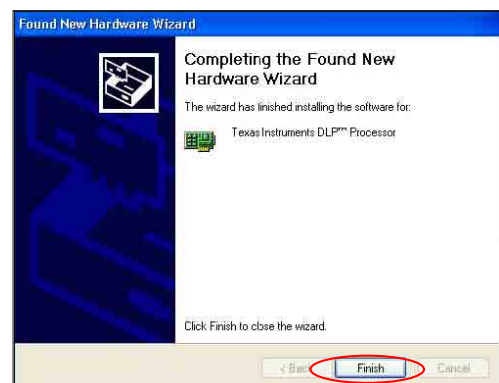 Found New Hardware Wizard
Completing the Found New
Hardware Wizard
The wizard has finished installing the software for:
Texas Instruments DLP™ Processor
Click Finish to close the wizard.
< Back
Finish
Cancel